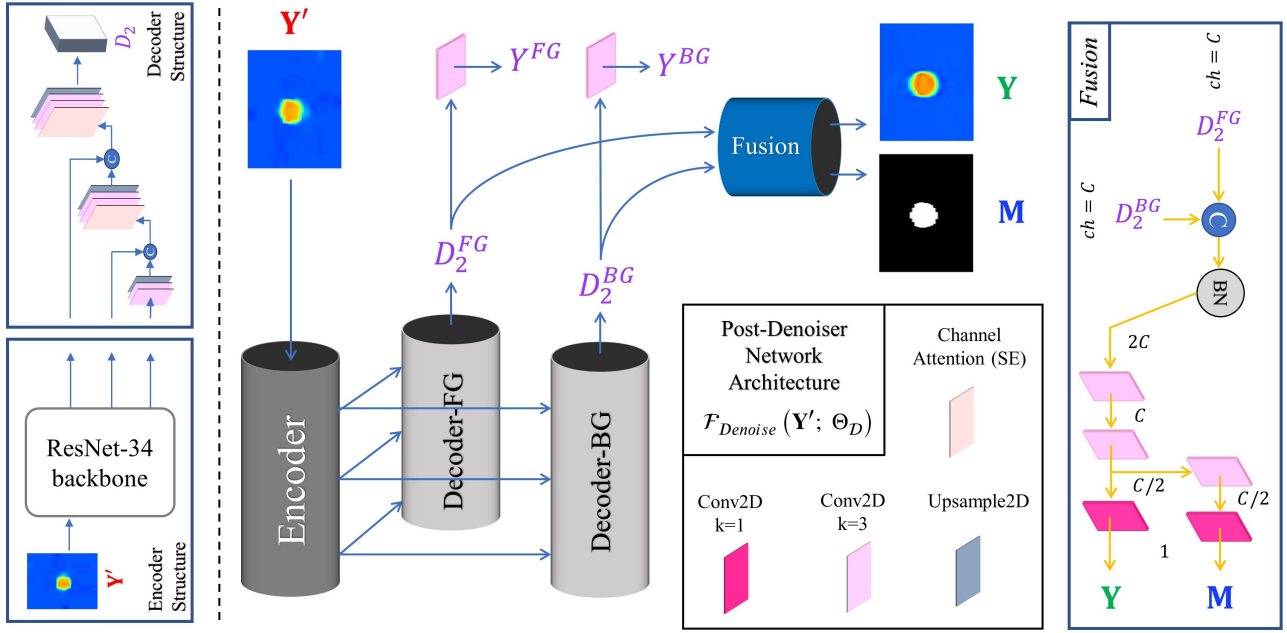 D₂
Decoder
Structure
C
C
ResNet-34
backbone
Y′
Encoder
Structure
Y′
Y^{FG}
Y^{BG}
Fusion
Y
M
D₂^{FG}
D₂^{BG}
Encoder
Decoder-FG
Decoder-BG
Post-Denoiser
Network
Architecture
ℱ_{Denoise} (Y′; Θ_𝒟)
Channel
Attention (SE)
Conv2D
k=1
Conv2D
k=3
Upsample2D
Fusion
ch = C
D₂^{FG}
ch = C
D₂^{BG}
C
BN
2C
C
C/2
C/2
1
Y
M